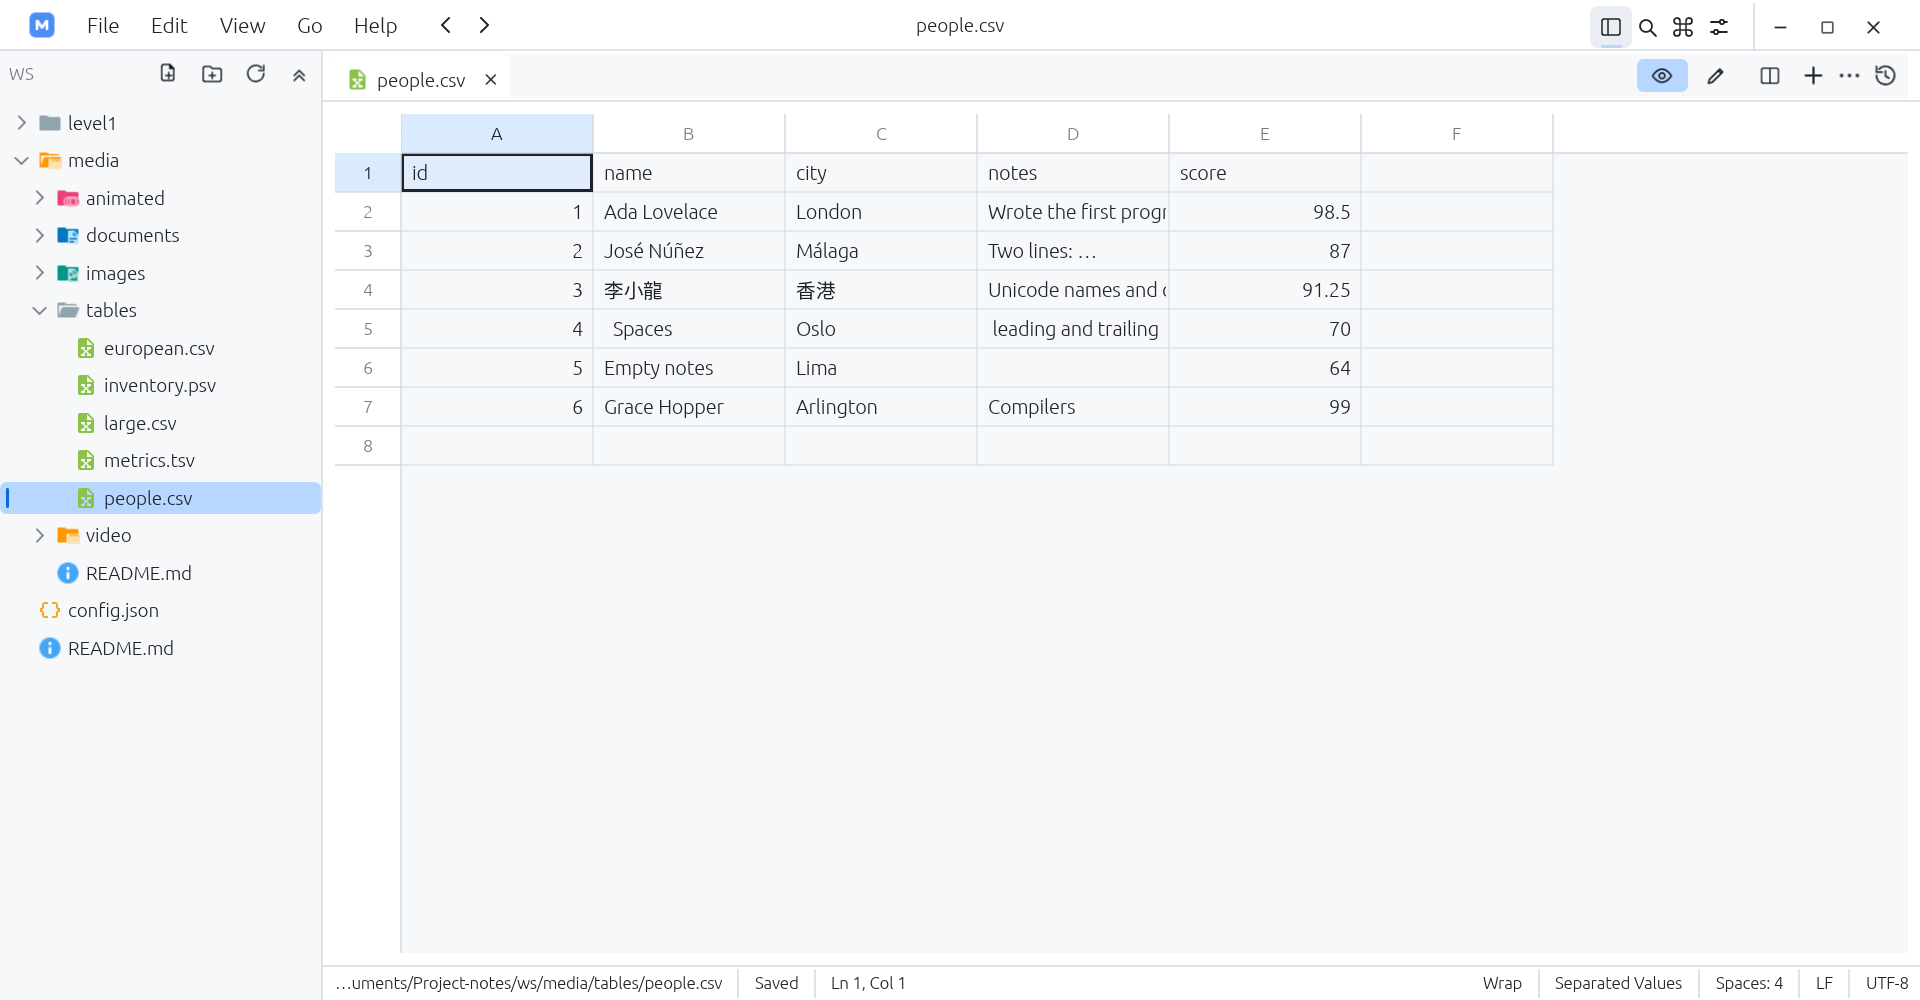 M File Edit View Go Help people.csv
WS
people.csv
level1
media
animated
documents
images
tables
european.csv
inventory.psv
large.csv
metrics.tsv
people.csv
video
README.md
config.json
README.md
A B C D E F
1 id name city notes score
2 1 Ada Lovelace London Wrote the first progr 98.5
3 2 José Núñez Málaga Two lines: … 87
4 3 李小龍 香港 Unicode names and 91.25
5 4 Spaces Oslo leading and trailing 70
6 5 Empty notes Lima 64
7 6 Grace Hopper Arlington Compilers 99
8
…uments/Project-notes/ws/media/tables/people.csv Saved Ln 1, Col 1 Wrap Separated Values Spaces: 4 LF UTF-8